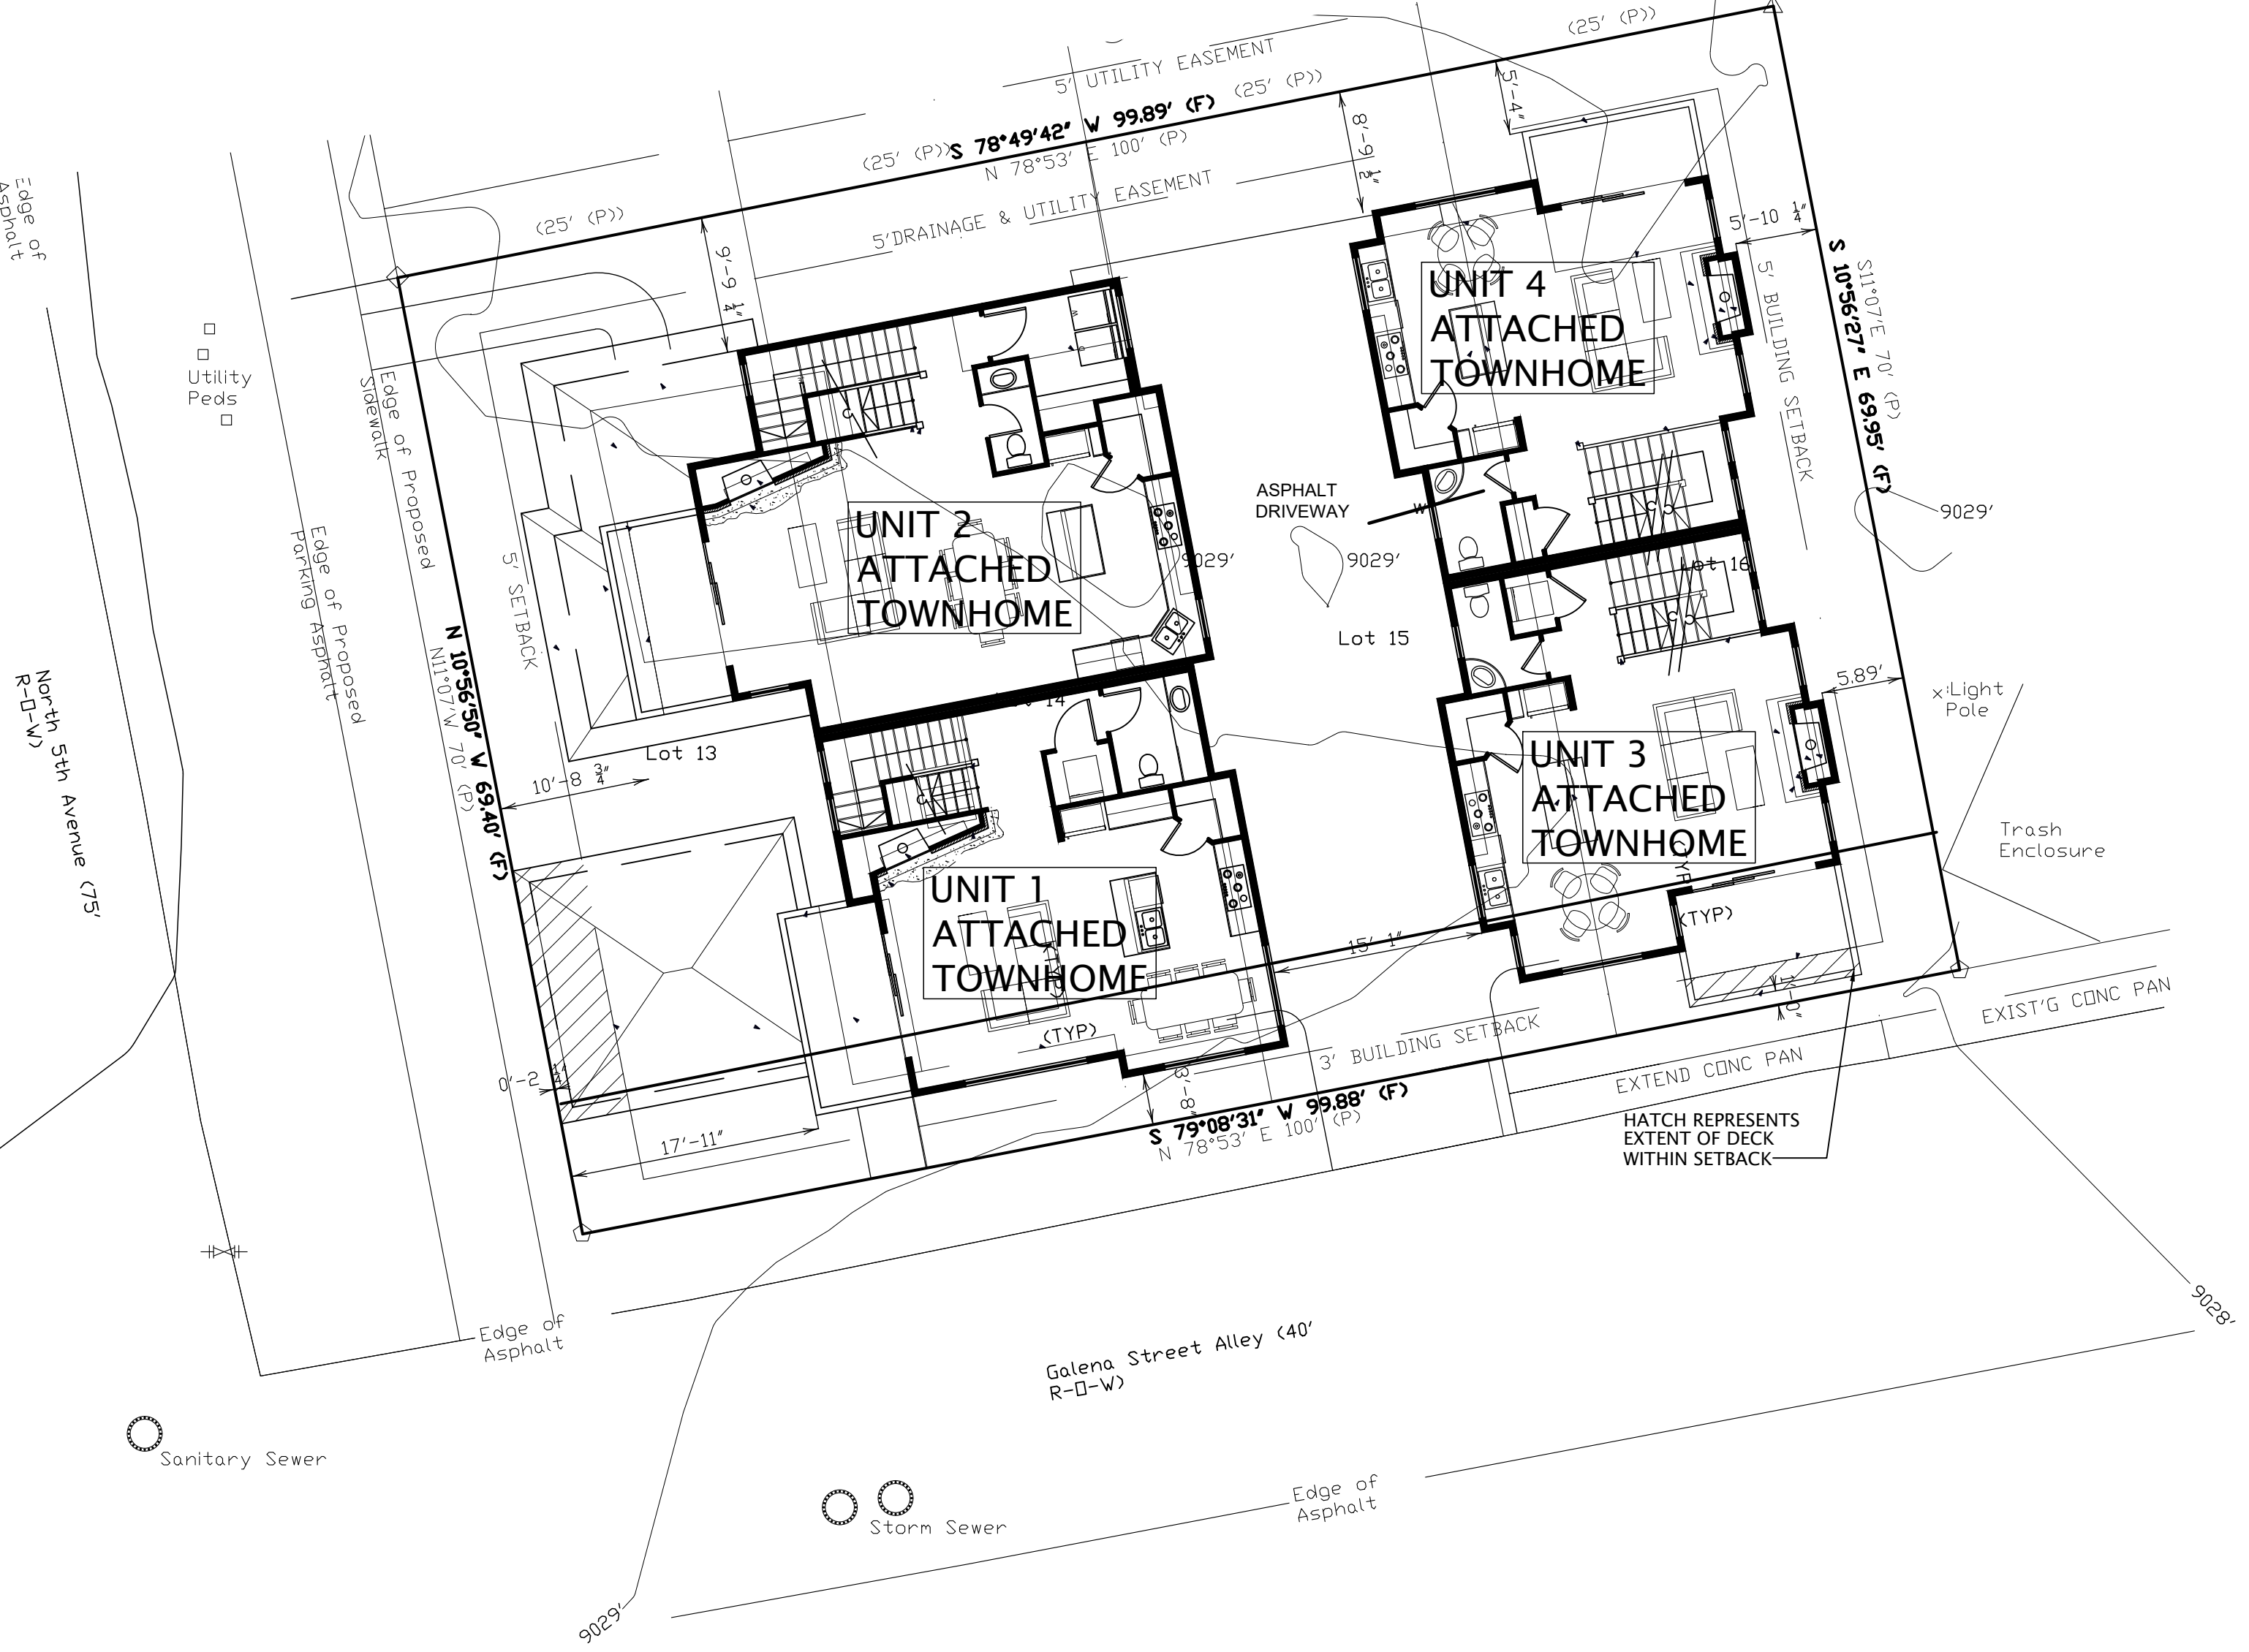 (25' (P))
5' UTILITY EASEMENT
(25' (P))
S 78°49'42" W 99.89' (F)
(25' (P))
N 78°53' E 100' (P)
5'DRAINAGE & UTILITY EASEMENT
(25' (P))
5'-4"
8'-9 ½"
9'-9 ¼"
5'-10 ¼"
Edge of
Asphalt
Utility
Peds
Edge of Proposed
Sidewalk
Edge of Proposed
Parking Asphalt
North 5th Avenue (75'
R-O-W)
5' SETBACK
N 10°56'50" W 69.40' (F)
N11°07'W 70' (P)
UNIT 4
ATTACHED
TOWNHOME
5' BUILDING SETBACK
S11°07'E 70' (P)
S 10°56'27" E 69.95' (F)
9029'
UNIT 2
ATTACHED
TOWNHOME
9029'
ASPHALT
DRIVEWAY
W
9029'
Lot 16
Lot 15
14
Lot 13
10'-8 ¾"
5.89'
x:Light
Pole
UNIT 3
ATTACHED
TOWNHOME
(TYP)
Trash
Enclosure
UNIT 1
ATTACHED
TOWNHOME
(TYP)
15'-1"
1'-0"
3'-8"
0'-2 ¼"
17'-11"
3' BUILDING SETBACK
S 79°08'31" W 99.88' (F)
N 78°53' E 100' (P)
EXIST'G CONC PAN
EXTEND CONC PAN
HATCH REPRESENTS
EXTENT OF DECK
WITHIN SETBACK
9028'
Edge of
Asphalt
Galena Street Alley (40'
R-O-W)
Sanitary Sewer
Storm Sewer
Edge of
Asphalt
9029'